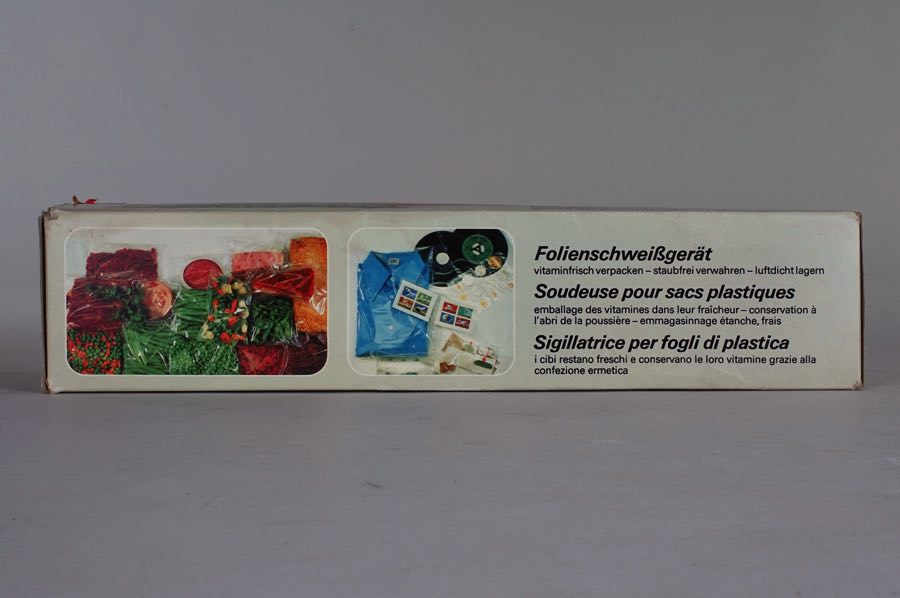 Folienschweißgerät
vitaminfrisch verpacken – staubfrei verwahren – luftdicht lagern
Soudeuse pour sacs plastiques
emballage des vitamines dans leur fraîcheur – conservation à
l'abri de la poussière – emmagasinnage étanche, frais
Sigillatrice per fogli di plastica
i cibi restano freschi e conservano le loro vitamine grazie alla
confezione ermetica